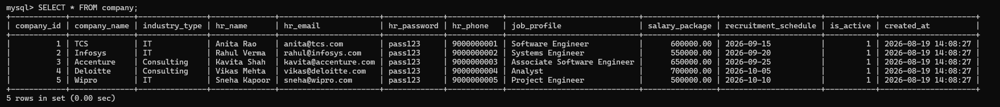 mysql> SELECT * FROM company;
+------------+--------------+---------------+--------------+----------------------+-------------+------------+-----------------------------+----------------+----------------------+-----------+---------------------+
| company_id | company_name | industry_type | hr_name      | hr_email             | hr_password | hr_phone   | job_profile                 | salary_package | recruitment_schedule | is_active | created_at          |
+------------+--------------+---------------+--------------+----------------------+-------------+------------+-----------------------------+----------------+----------------------+-----------+---------------------+
|          1 | TCS          | IT            | Anita Rao    | anita@tcs.com        | pass123     | 9000000001 | Software Engineer           |      600000.00 | 2026-09-15           |         1 | 2026-08-19 14:08:27 |
|          2 | Infosys      | IT            | Rahul Verma  | rahul@infosys.com    | pass123     | 9000000002 | Systems Engineer            |      550000.00 | 2026-09-20           |         1 | 2026-08-19 14:08:27 |
|          3 | Accenture    | Consulting    | Kavita Shah  | kavita@accenture.com | pass123     | 9000000003 | Associate Software Engineer |      650000.00 | 2026-09-25           |         1 | 2026-08-19 14:08:27 |
|          4 | Deloitte     | Consulting    | Vikas Mehta  | vikas@deloitte.com   | pass123     | 9000000004 | Analyst                     |      700000.00 | 2026-10-05           |         1 | 2026-08-19 14:08:27 |
|          5 | Wipro        | IT            | Sneha Kapoor | sneha@wipro.com      | pass123     | 9000000005 | Project Engineer            |      500000.00 | 2026-10-10           |         1 | 2026-08-19 14:08:27 |
+------------+--------------+---------------+--------------+----------------------+-------------+------------+-----------------------------+----------------+----------------------+-----------+---------------------+
5 rows in set (0.00 sec)